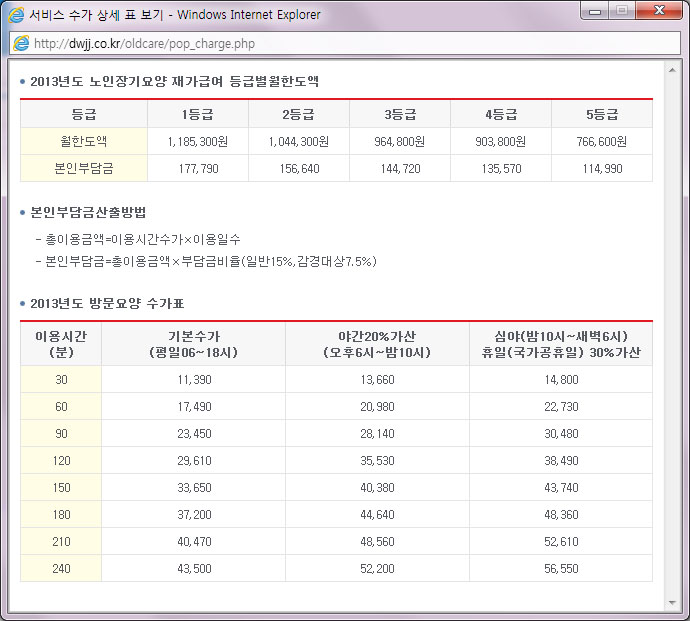 서비스 수가 상세 표 보기 - Windows Internet Explorer
http://dwjj.co.kr/oldcare/pop_charge.php
• 2013년도 노인장기요양 재가급여 등급별월한도액
등급 1등급 2등급 3등급 4등급 5등급
월한도액 1,185,300원 1,044,300원 964,800원 903,800원 766,600원
본인부담금 177,790 156,640 144,720 135,570 114,990
• 본인부담금산출방법
- 총이용금액=이용시간수가×이용일수
- 본인부담금=총이용금액×부담금비율(일반15%,감경대상7.5%)
• 2013년도 방문요양 수가표
이용시간 기본수가 야간20%가산 심야(밤10시~새벽6시)
(분) (평일06~18시) (오후6시~밤10시) 휴일(국가공휴일) 30%가산
30 11,390 13,660 14,800
60 17,490 20,980 22,730
90 23,450 28,140 30,480
120 29,610 35,530 38,490
150 33,650 40,380 43,740
180 37,200 44,640 48,360
210 40,470 48,560 52,610
240 43,500 52,200 56,550